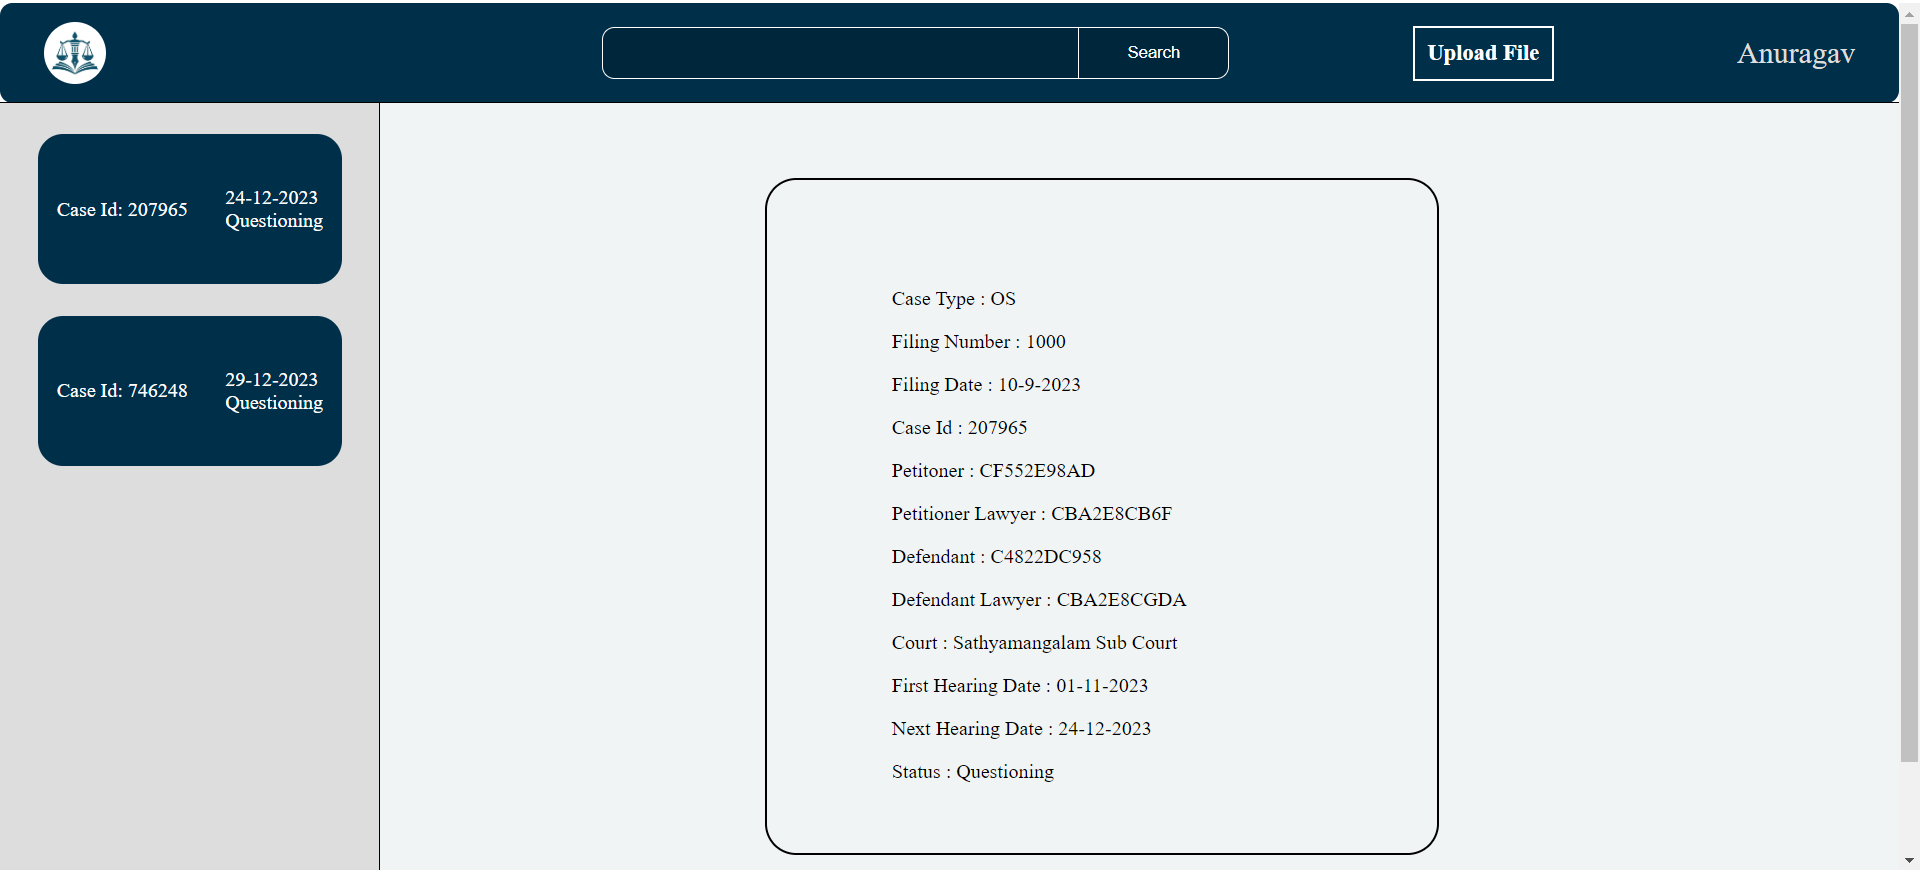 Search
Upload File
Anuragav
Case Id: 207965
24-12-2023
Questioning
Case Id: 746248
29-12-2023
Questioning
Case Type : OS
Filing Number : 1000
Filing Date : 10-9-2023
Case Id : 207965
Petitoner : CF552E98AD
Petitioner Lawyer : CBA2E8CB6F
Defendant : C4822DC958
Defendant Lawyer : CBA2E8CGDA
Court : Sathyamangalam Sub Court
First Hearing Date : 01-11-2023
Next Hearing Date : 24-12-2023
Status : Questioning